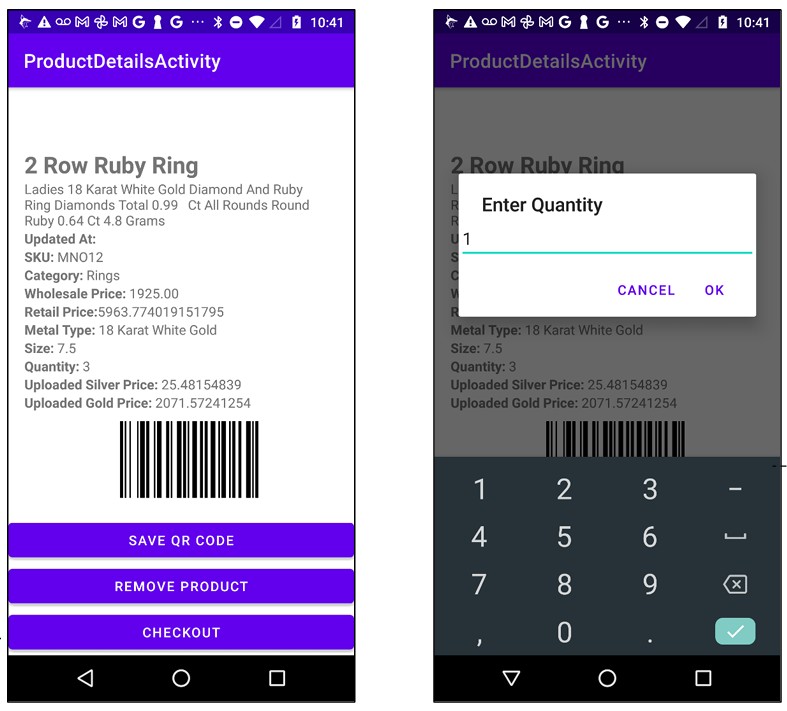 10:41
ProductDetailsActivity
2 Row Ruby Ring
Ladies 18 Karat White Gold Diamond And Ruby
Ring Diamonds Total 0.99   Ct All Rounds Round
Ruby 0.64 Ct 4.8 Grams
Updated At:
SKU: MNO12
Category: Rings
Wholesale Price: 1925.00
Retail Price:5963.774019151795
Metal Type: 18 Karat White Gold
Size: 7.5
Quantity: 3
Uploaded Silver Price: 25.48154839
Uploaded Gold Price: 2071.57241254
SAVE QR CODE
REMOVE PRODUCT
CHECKOUT
10:41
ProductDetailsActivity
2 Row Ruby Ring
Enter Quantity
1
CANCEL OK
Metal Type: 18 Karat White Gold
Size: 7.5
Quantity: 3
Uploaded Silver Price: 25.48154839
Uploaded Gold Price: 2071.57241254
1 2 3 –
4 5 6
7 8 9
, 0 .